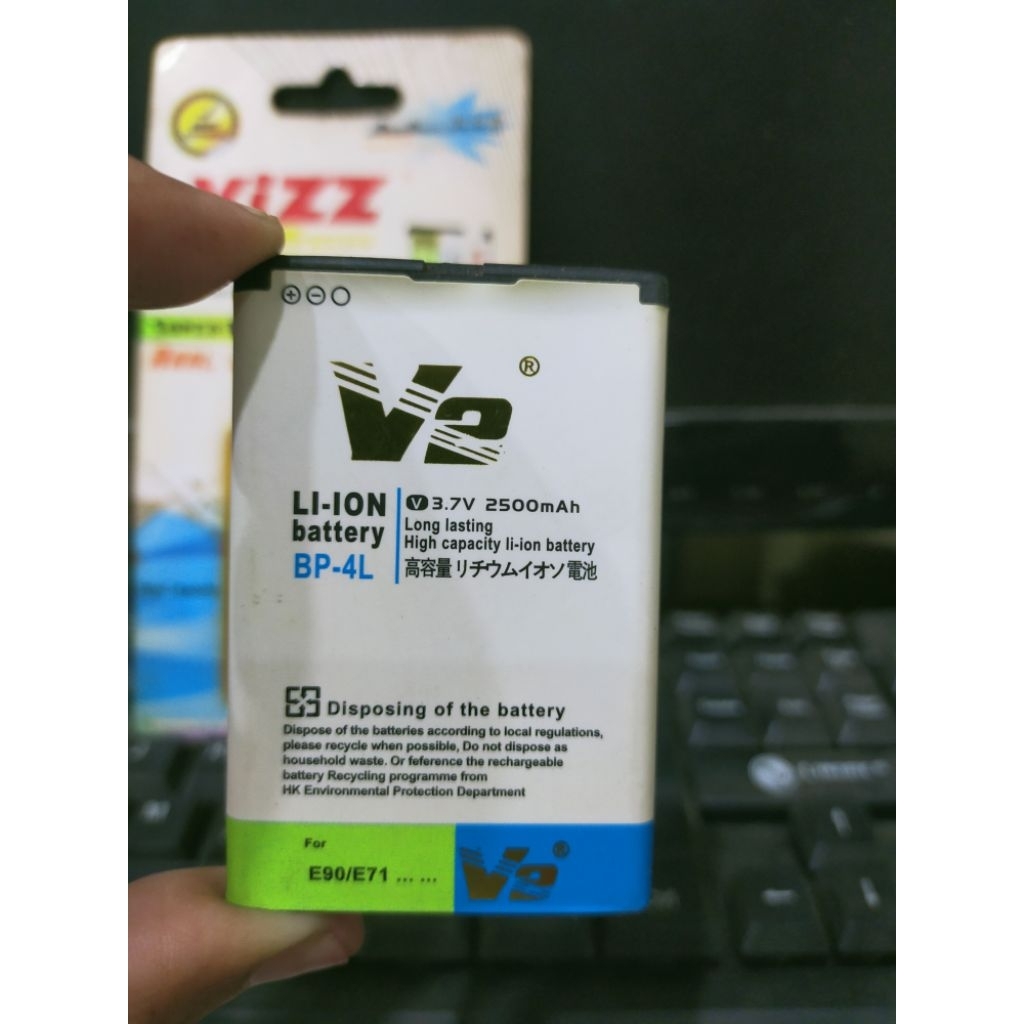 ViZZ
V2®
LI-ION
battery
BP-4L
V 3.7V 2500mAh
Long lasting
High capacity li-ion battery
高容量リチウムイオソ電池
Disposing of the battery
Dispose of the batteries according to local regulations,
please recycle when possible, Do not dispose as
household waste. Or feference the rechargeable
battery Recycling programme from
HK Environmental Protection Department
For
E90/E71 ... ...
V2®